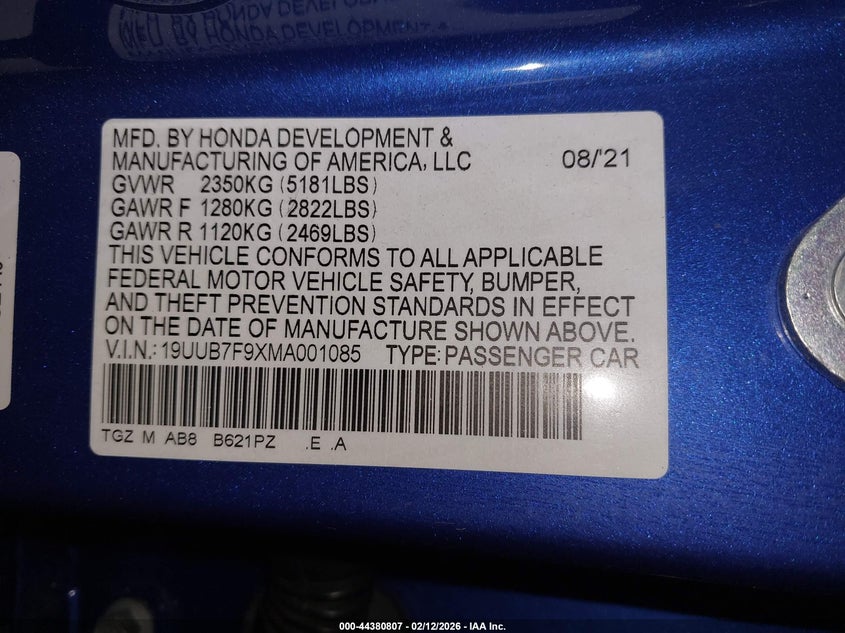 MFD. BY HONDA DEVELOPMENT &
MANUFACTURING OF AMERICA, LLC 08/'21
GVWR 2350KG (5181LBS)
GAWR F 1280KG (2822LBS)
GAWR R 1120KG (2469LBS)
THIS VEHICLE CONFORMS TO ALL APPLICABLE
FEDERAL MOTOR VEHICLE SAFETY, BUMPER,
AND THEFT PREVENTION STANDARDS IN EFFECT
ON THE DATE OF MANUFACTURE SHOWN ABOVE.
V.I.N.: 19UUB7F9XMA001085 TYPE: PASSENGER CAR
TGZ M AB8 B621PZ .E .A
000-44380807 - 02/12/2026 - IAA Inc.